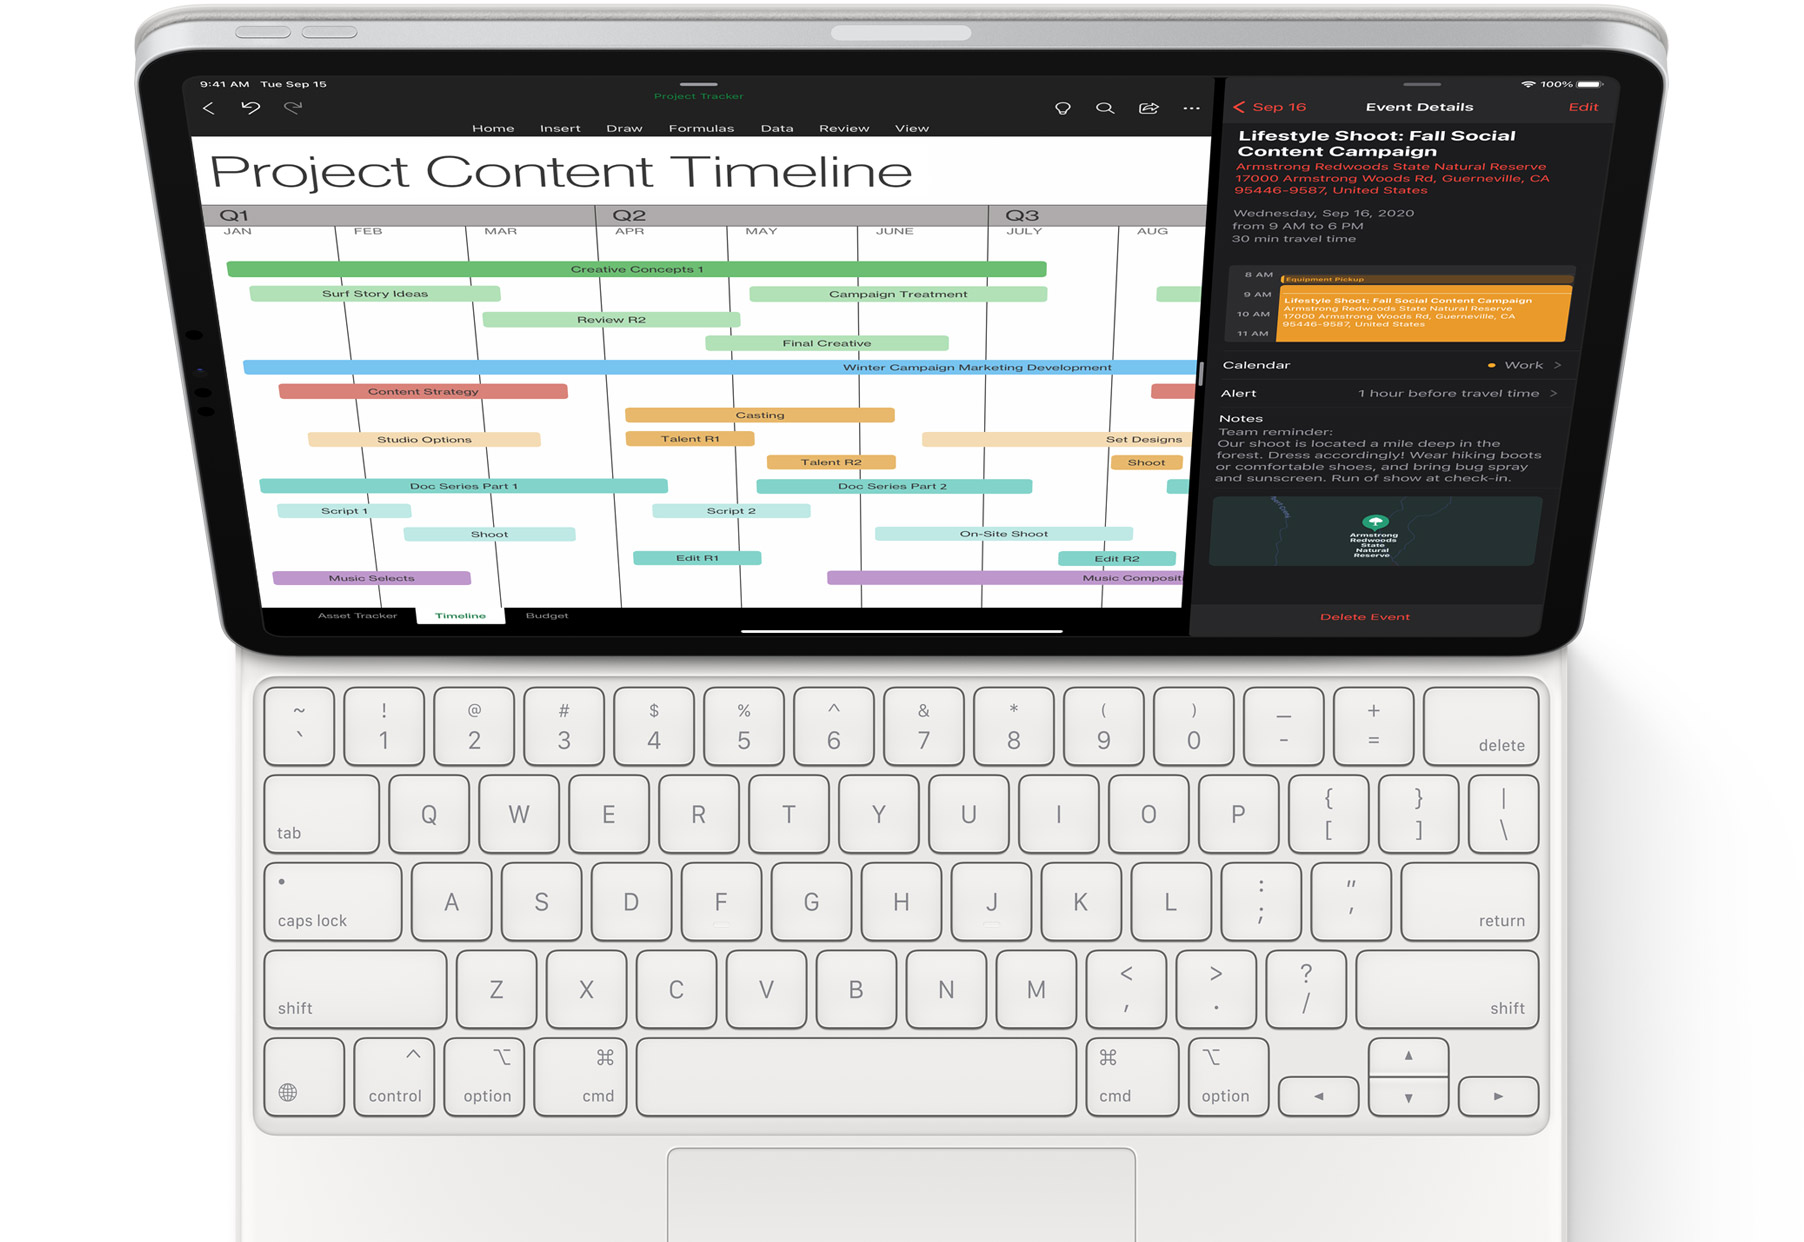 9:41 AM Tue Sep 15
Project Tracker
Home Insert Draw Formulas Data Review View
Project Content Timeline
Q1 Q2 Q3
JAN FEB MAR APR MAY JUNE JULY AUG
Creative Concepts 1
Surf Story Ideas Campaign Treatment
Review R2
Final Creative
Winter Campaign Marketing Development
Content Strategy
Casting
Studio Options Talent R1 Set Designs
Talent R2 Shoot
Doc Series Part 1 Doc Series Part 2
Script 1 Script 2
Shoot On-Site Shoot
Edit R1 Edit R2
Music Selects Music Composit
Asset Tracker Timeline Budget
100%
Sep 16 Event Details Edit
Lifestyle Shoot: Fall Social
Content Campaign
Armstrong Redwoods State Natural Reserve
17000 Armstrong Woods Rd, Guerneville, CA
95446-9587, United States
Wednesday, Sep 16, 2020
from 9 AM to 6 PM
30 min travel time
8 AM Equipment Pickup
9 AM
Lifestyle Shoot: Fall Social Content Campaign
Armstrong Redwoods State Natural Reserve
10 AM 17000 Armstrong Woods Rd, Guerneville, CA
95446-9587, United States
11 AM
Calendar Work >
Alert 1 hour before travel time >
Notes
Team reminder:
Our shoot is located a mile deep in the
forest. Dress accordingly! Wear hiking boots
or comfortable shoes, and bring bug spray
and sunscreen. Run of show at check-in.
Armstrong
Redwoods
State
Natural
Reserve
Delete Event
~ ! @ # $ % ^ & * ( ) _ +
` 1 2 3 4 5 6 7 8 9 0 - = delete
tab Q W E R T Y U I O P { [ } ] | \
caps lock A S D F G H J K L : ; " ' return
shift Z X C V B N M < , > . ? / shift
^ control ⌥ option ⌘ cmd ⌘ cmd ⌥ option ◀ ▲ ▼ ▶